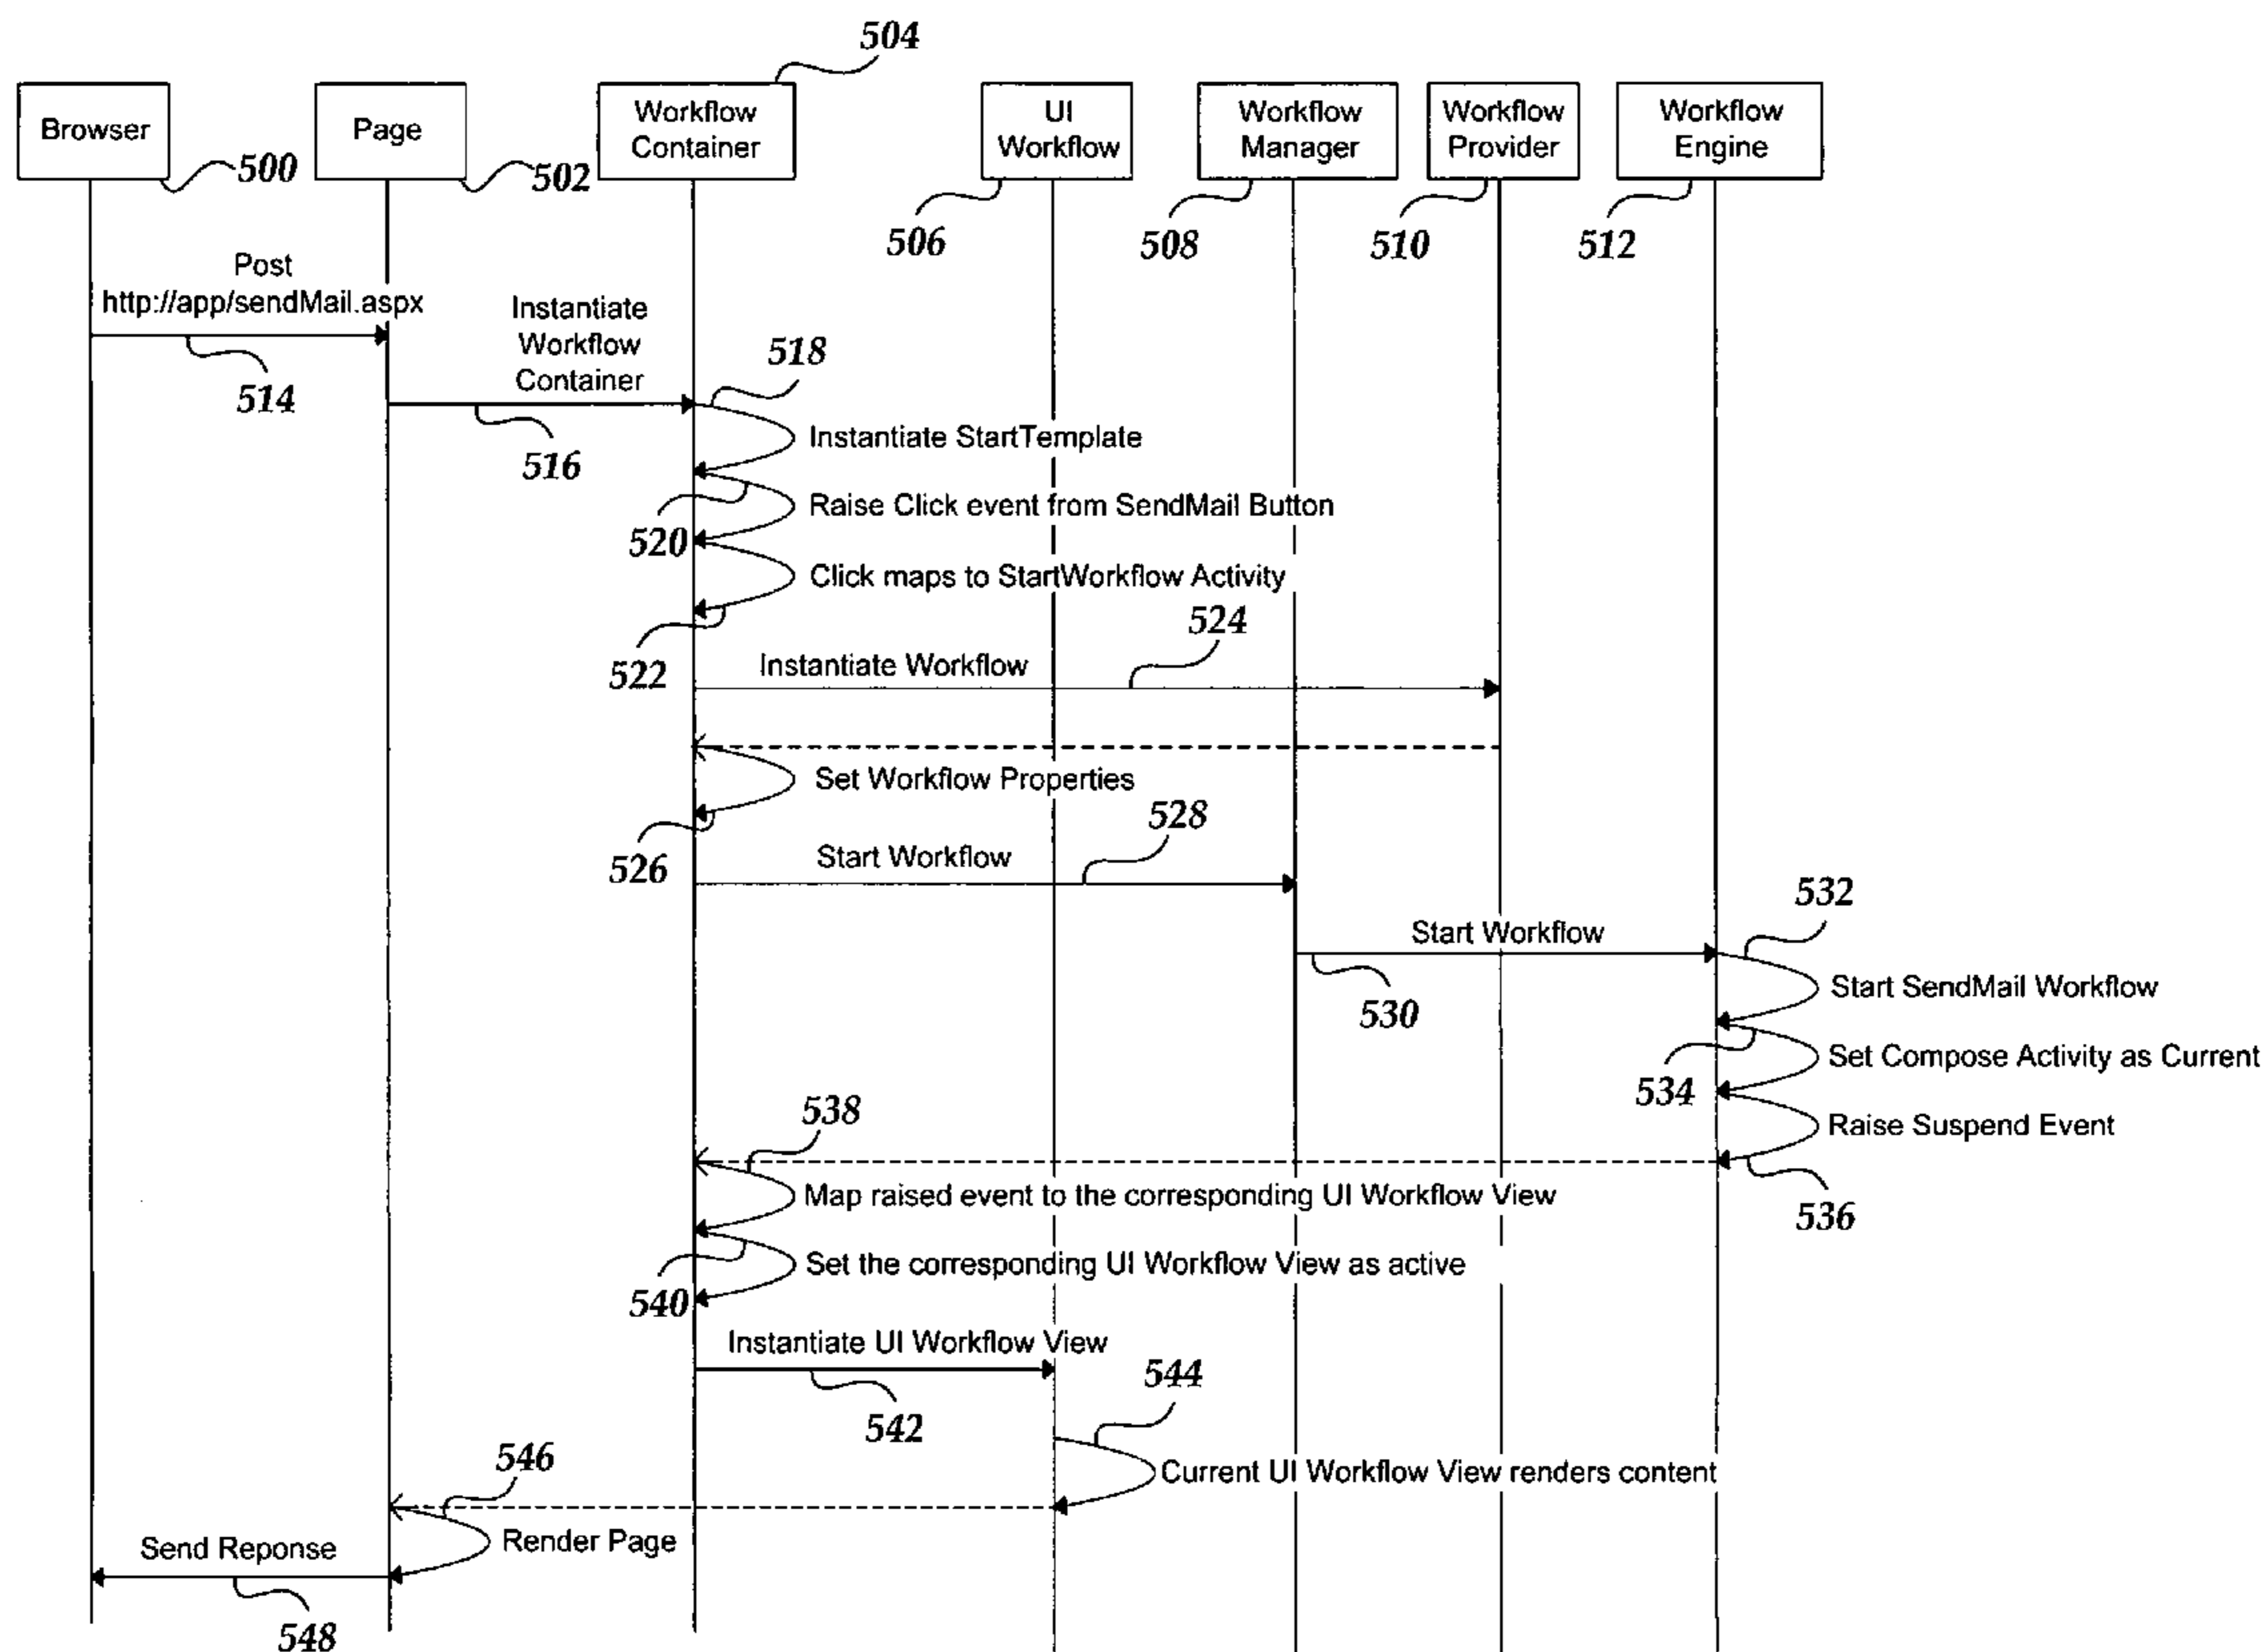 504
Browser
Page
Workflow
Container
UI
Workflow
Workflow
Manager
Workflow
Provider
Workflow
Engine
500
502
506
508
510
512
Post
http://app/sendMail.aspx
514
Instantiate
Workflow
Container
516
518
Instantiate StartTemplate
Raise Click event from SendMail Button
520
Click maps to StartWorkflow Activity
522
524
Instantiate Workflow
Set Workflow Properties
526
528
Start Workflow
Start Workflow
530
532
Start SendMail Workflow
534
Set Compose Activity as Current
Raise Suspend Event
536
538
Map raised event to the corresponding UI Workflow View
Set the corresponding UI Workflow View as active
540
Instantiate UI Workflow View
542
544
Current UI Workflow View renders content
546
Render Page
Send Reponse
548